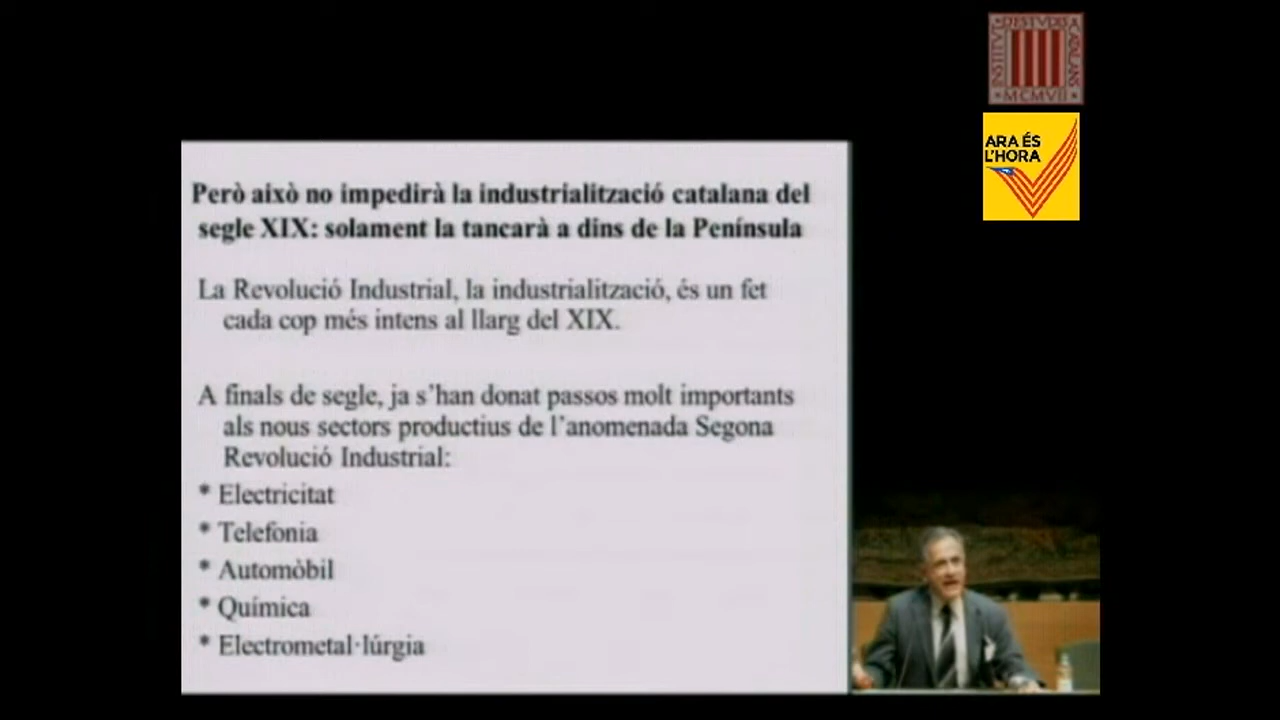 INSTITUT D'ESTUDIS CATALANS
MCMVII
ARA ÉS
L'HORA
Però això no impedirà la industrialització catalana del
segle XIX: solament la tancarà a dins de la Península
La Revolució Industrial, la industrialització, és un fet
cada cop més intens al llarg del XIX.
A finals de segle, ja s'han donat passos molt importants
als nous sectors productius de l'anomenada Segona
Revolució Industrial:
* Electricitat
* Telefonia
* Automòbil
* Química
* Electrometal·lúrgia